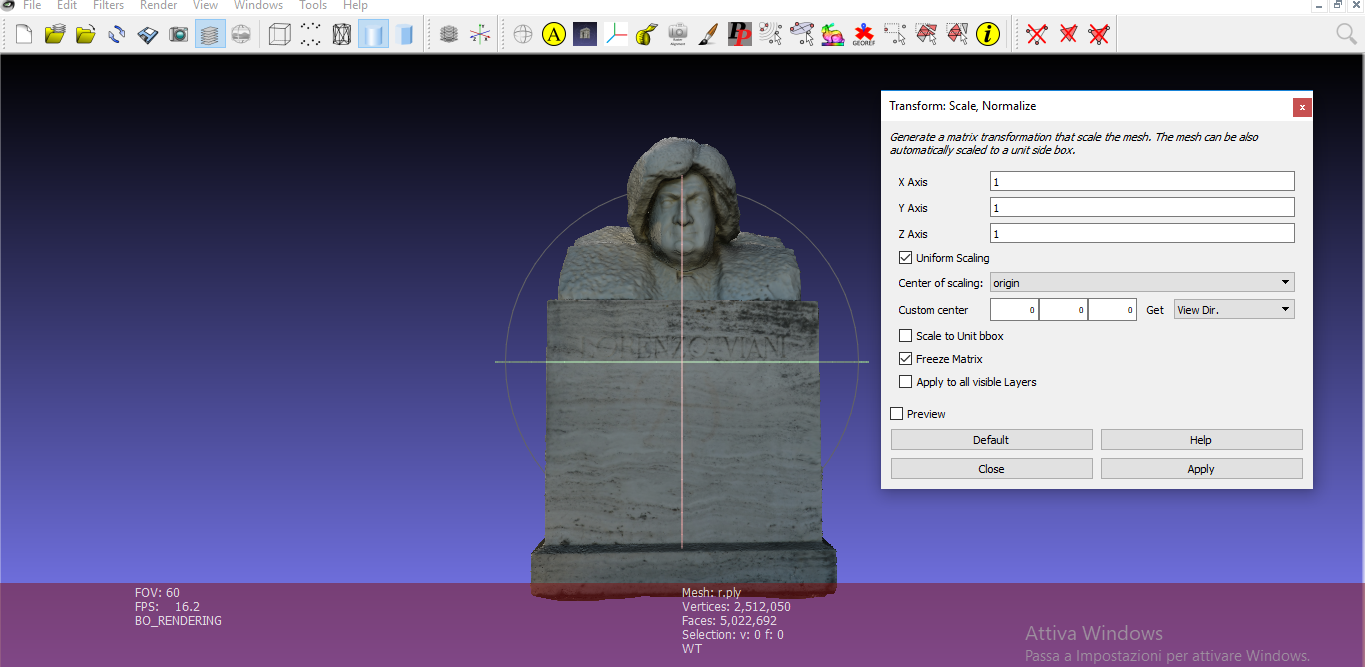 File Edit Filters Render View Windows Tools Help
A
PP
GEOREF
i
Transform: Scale, Normalize
x
Generate a matrix transformation that scale the mesh. The mesh can be also
automatically scaled to a unit side box.
X Axis 1
Y Axis 1
Z Axis 1
Uniform Scaling
Center of scaling: origin
Custom center 0 0 0 Get View Dir.
Scale to Unit bbox
Freeze Matrix
Apply to all visible Layers
Preview
Default Help
Close Apply
LORENZO VIANI
FOV: 60
FPS: 16.2
BO_RENDERING
Mesh: r.ply
Vertices: 2,512,050
Faces: 5,022,692
Selection: v: 0 f: 0
WT
Attiva Windows
Passa a Impostazioni per attivare Windows.